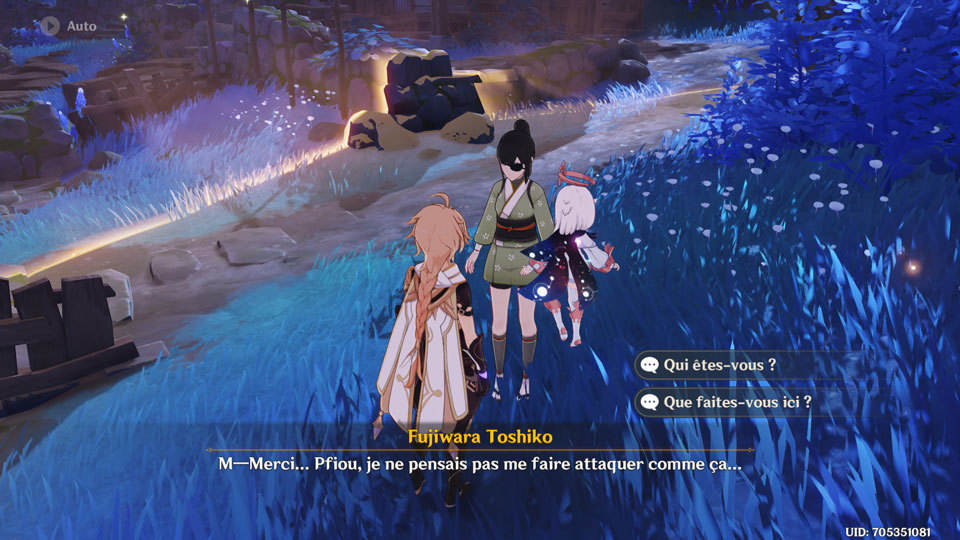 Auto
Qui êtes-vous ?
Que faites-vous ici ?
Fujiwara Toshiko
M—Merci... Pfiou, je ne pensais pas me faire attaquer comme ça...
UID: 705351081